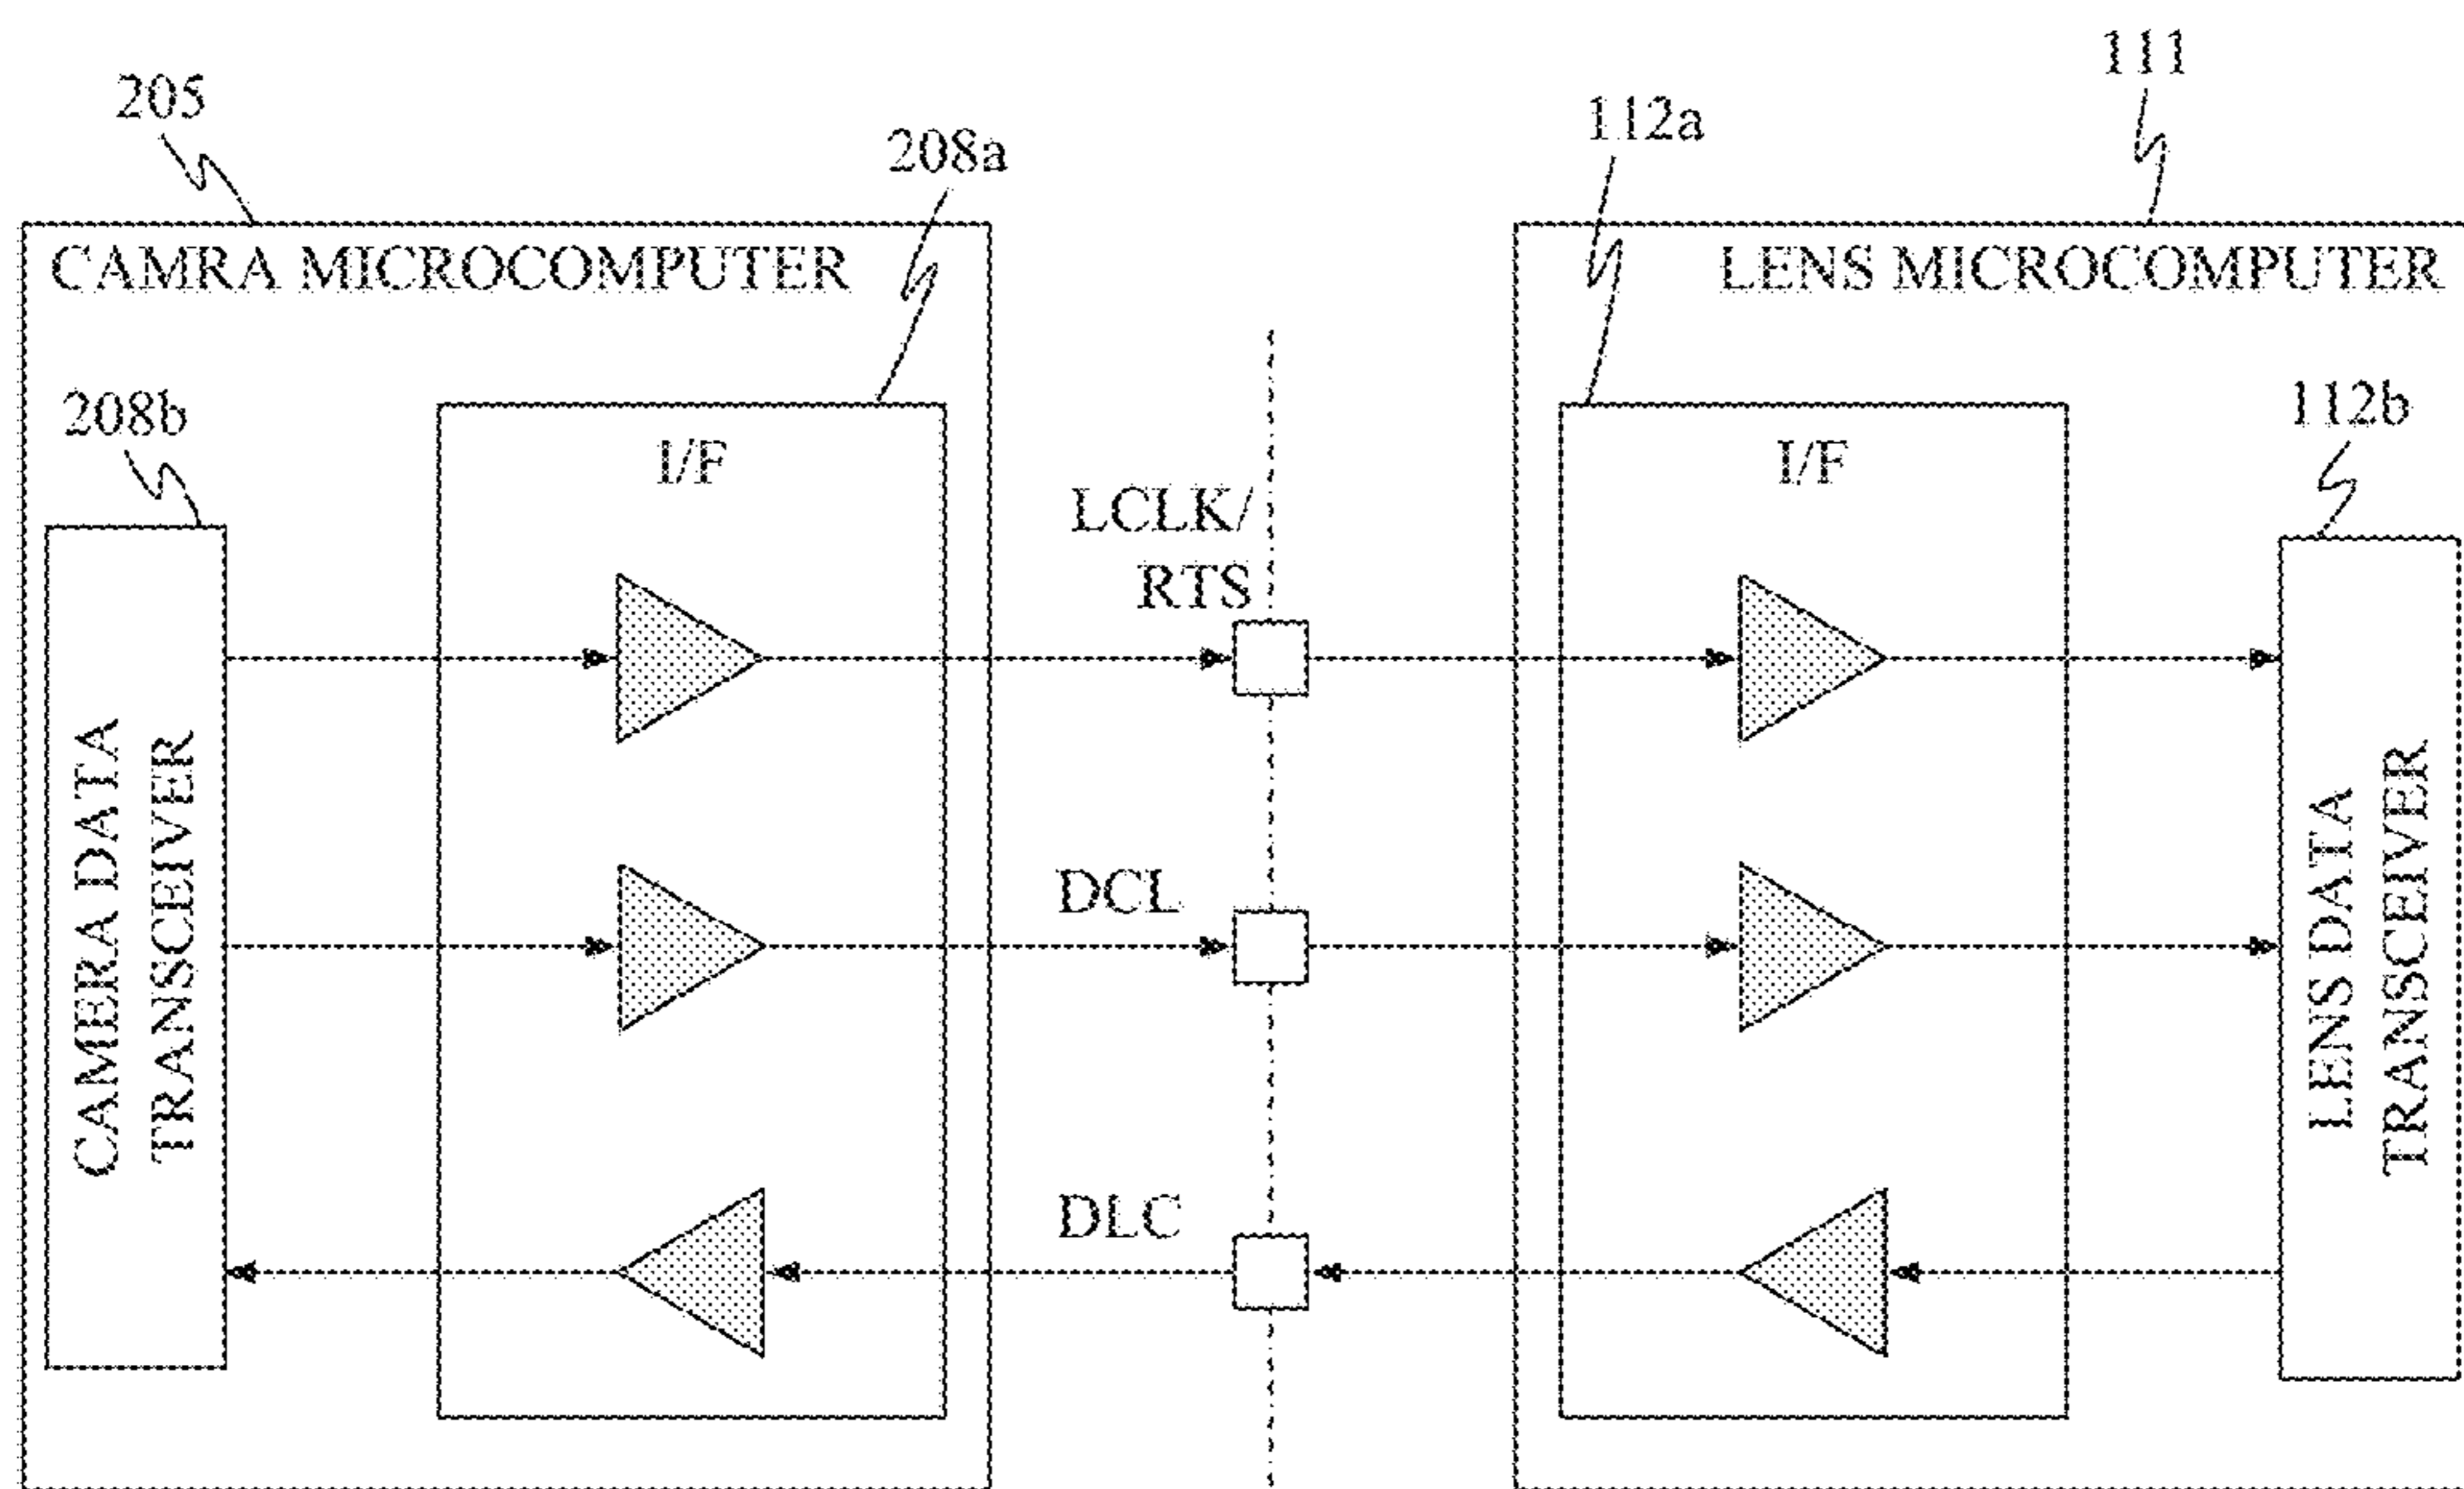 205
208a
112a
111
CAMRA MICROCOMPUTER
LENS MICROCOMPUTER
208b
I/F
I/F
112b
LCLK/
RTS
CAMERA DATA
TRANSCEIVER
DCL
LENS DATA
TRANSCEIVER
DLC